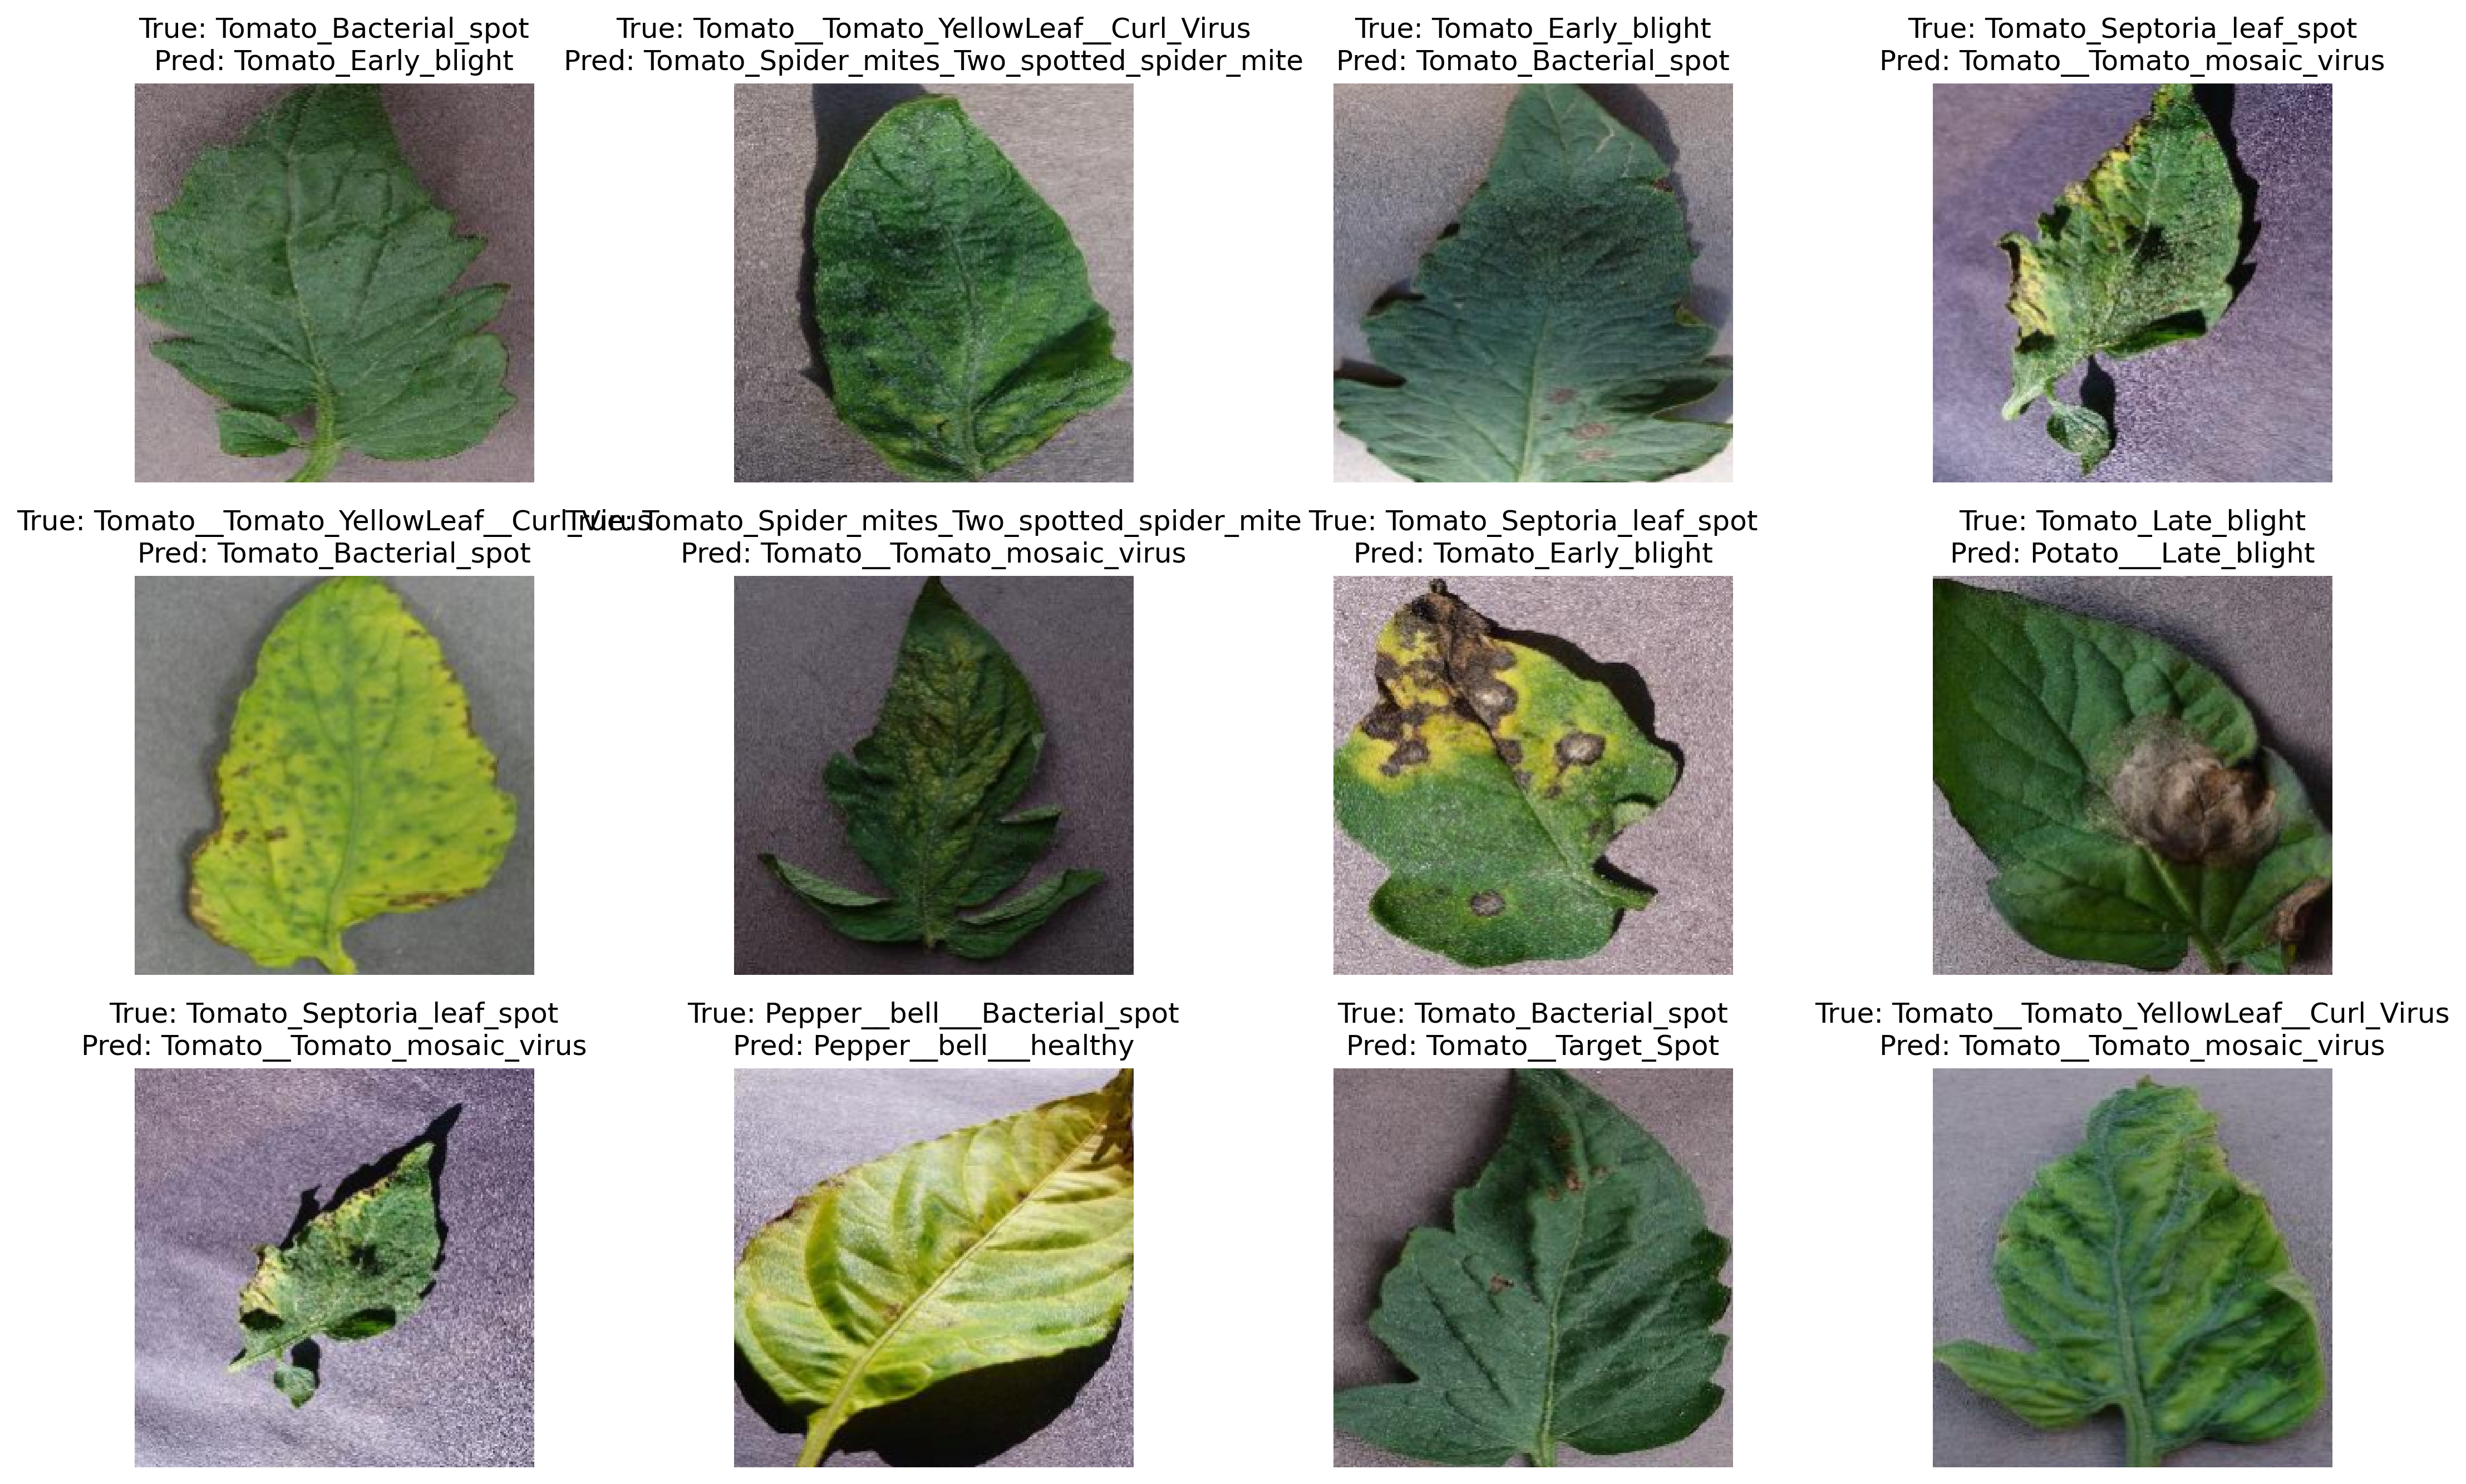 True: Tomato_Bacterial_spot
Pred: Tomato_Early_blight
True: Tomato__Tomato_YellowLeaf__Curl_Virus
Pred: Tomato_Spider_mites_Two_spotted_spider_mite
True: Tomato_Early_blight
Pred: Tomato_Bacterial_spot
True: Tomato_Septoria_leaf_spot
Pred: Tomato__Tomato_mosaic_virus
True: Tomato__Tomato_YellowLeaf__Curl_Virus
Pred: Tomato_Bacterial_spot
True: Tomato_Spider_mites_Two_spotted_spider_mite
Pred: Tomato__Tomato_mosaic_virus
True: Tomato_Septoria_leaf_spot
Pred: Tomato_Early_blight
True: Tomato_Late_blight
Pred: Potato___Late_blight
True: Tomato_Septoria_leaf_spot
Pred: Tomato__Tomato_mosaic_virus
True: Pepper__bell___Bacterial_spot
Pred: Pepper__bell___healthy
True: Tomato_Bacterial_spot
Pred: Tomato__Target_Spot
True: Tomato__Tomato_YellowLeaf__Curl_Virus
Pred: Tomato__Tomato_mosaic_virus